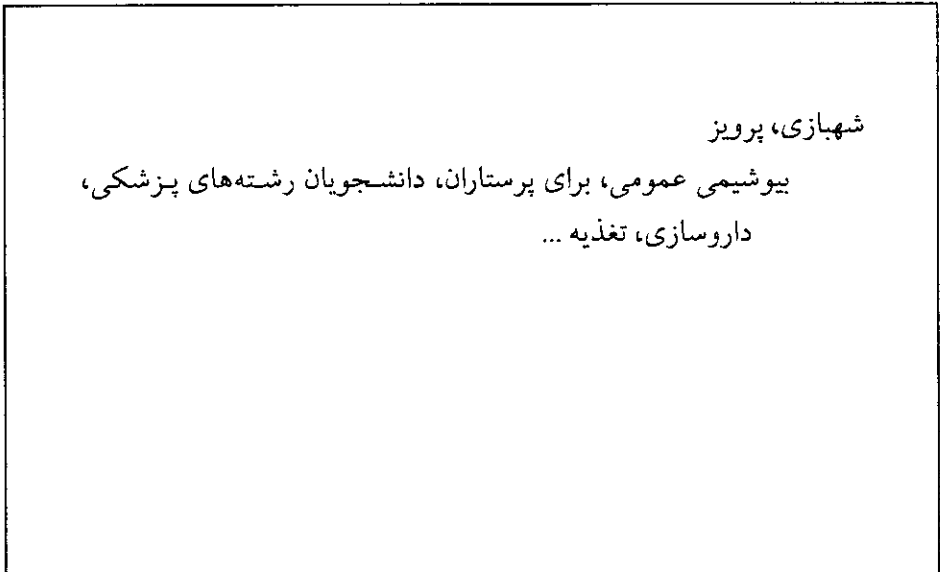 شهبازی، پرویز
بیوشیمی عمومی، برای پرستاران، دانشجویان رشته‌های پزشکی،
داروسازی، تغذیه ...